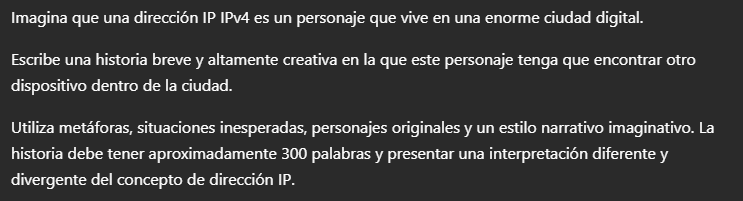 Imagina que una dirección IP IPv4 es un personaje que vive en una enorme ciudad digital.
Escribe una historia breve y altamente creativa en la que este personaje tenga que encontrar otro
dispositivo dentro de la ciudad.
Utiliza metáforas, situaciones inesperadas, personajes originales y un estilo narrativo imaginativo. La
historia debe tener aproximadamente 300 palabras y presentar una interpretación diferente y
divergente del concepto de dirección IP.